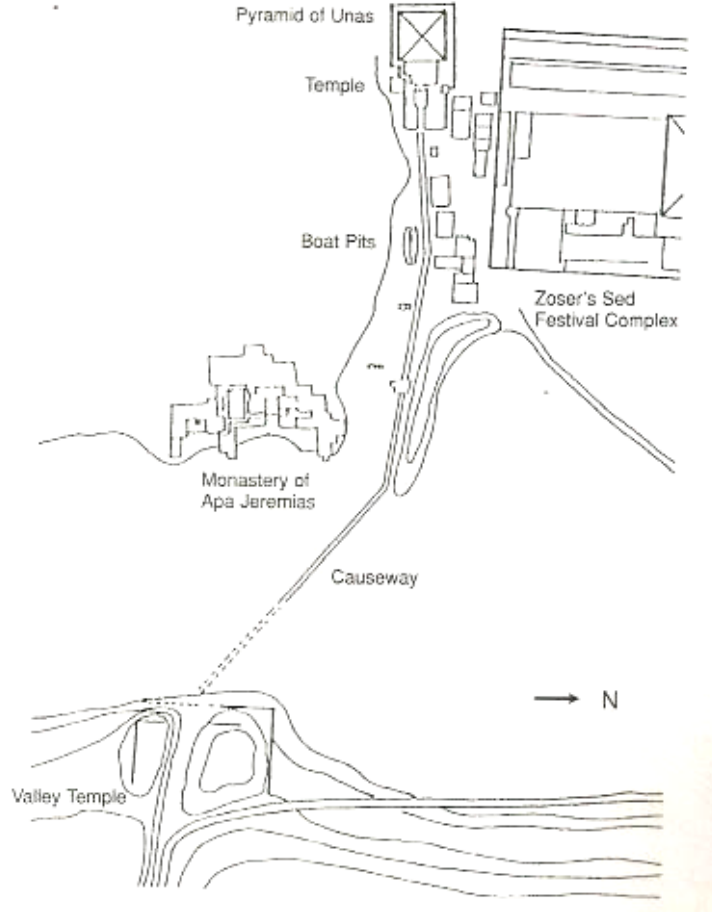 Pyramid of Unas
Temple
Boat Pits
Zoser's Sed
Festival Complex
Monastery of
Apa Jeremias
Causeway
N
Valley Temple